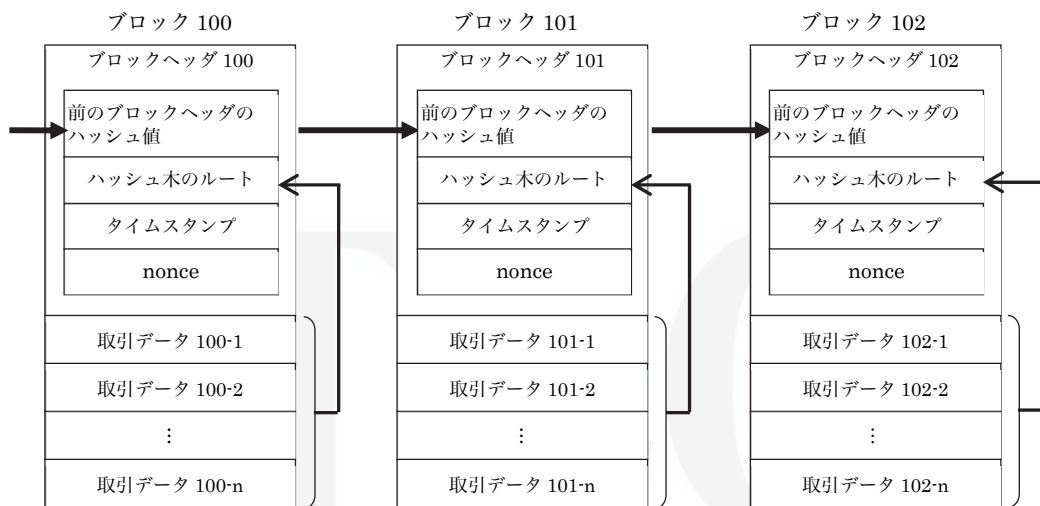 ブロック 100
ブロックヘッダ 100
前のブロックヘッダの
ハッシュ値
ハッシュ木のルート
タイムスタンプ
nonce
取引データ 100-1
取引データ 100-2
⋮
取引データ 100-n
ブロック 101
ブロックヘッダ 101
前のブロックヘッダの
ハッシュ値
ハッシュ木のルート
タイムスタンプ
nonce
取引データ 101-1
取引データ 101-2
⋮
取引データ 101-n
ブロック 102
ブロックヘッダ 102
前のブロックヘッダの
ハッシュ値
ハッシュ木のルート
タイムスタンプ
nonce
取引データ 102-1
取引データ 102-2
⋮
取引データ 102-n